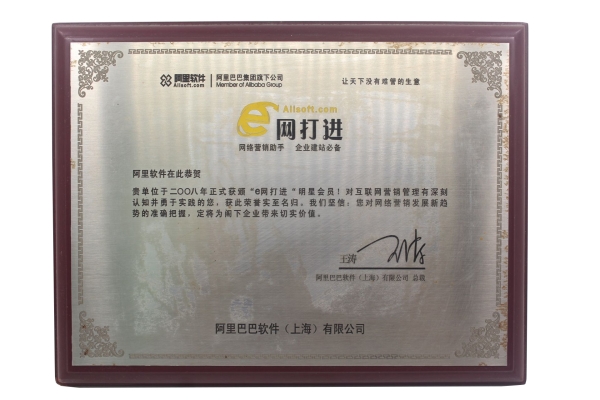 阿里软件 Alisoft.com 阿里巴巴集团旗下公司 Member of Alibaba Group 让天下没有难管的生意
Alisoft.com
e网打进
网络营销助手 企业建站必备
阿里软件在此恭贺
贵单位于二〇〇八年正式获颁“e网打进”明星会员！对互联网营销管理有深刻
认知并勇于实践的您，获此荣誉实至名归。我们坚信：您对网络营销发展新趋
势的准确把握，定将为阁下企业带来切实价值。
王涛
阿里巴巴软件（上海）有限公司 总裁
阿里巴巴软件（上海）有限公司